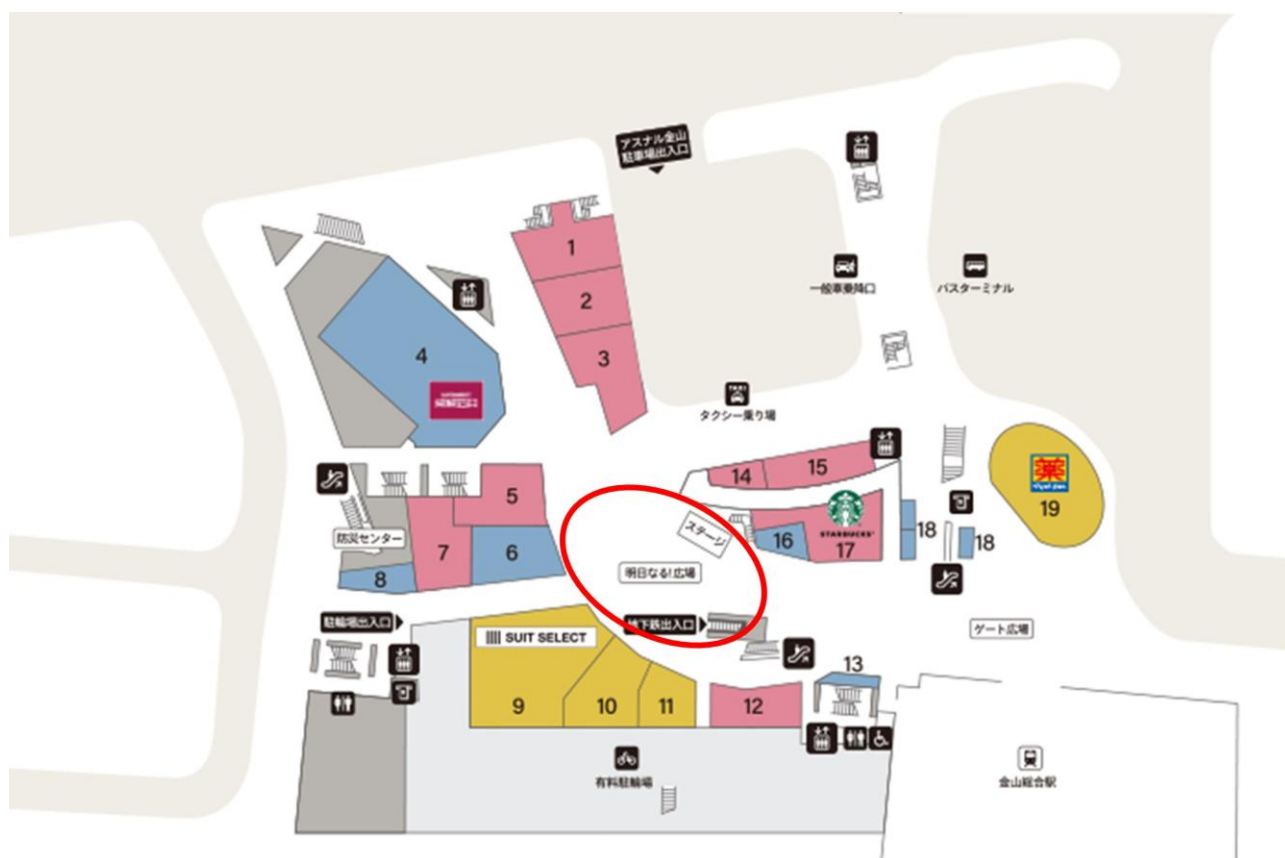 アスナル金山
駐車場出入口
1
2
3
4
一般車乗降口
バスターミナル
TAXI
タクシー乗り場
5
6
7
8
防災センター
14
15
ステージ
16
STARBUCKS
17
18
18
薬
19
明日なる!広場
駐輪場出入口
地下鉄出入口
ゲート広場
SUIT SELECT
9
10
11
12
13
有料駐輪場
金山総合駅